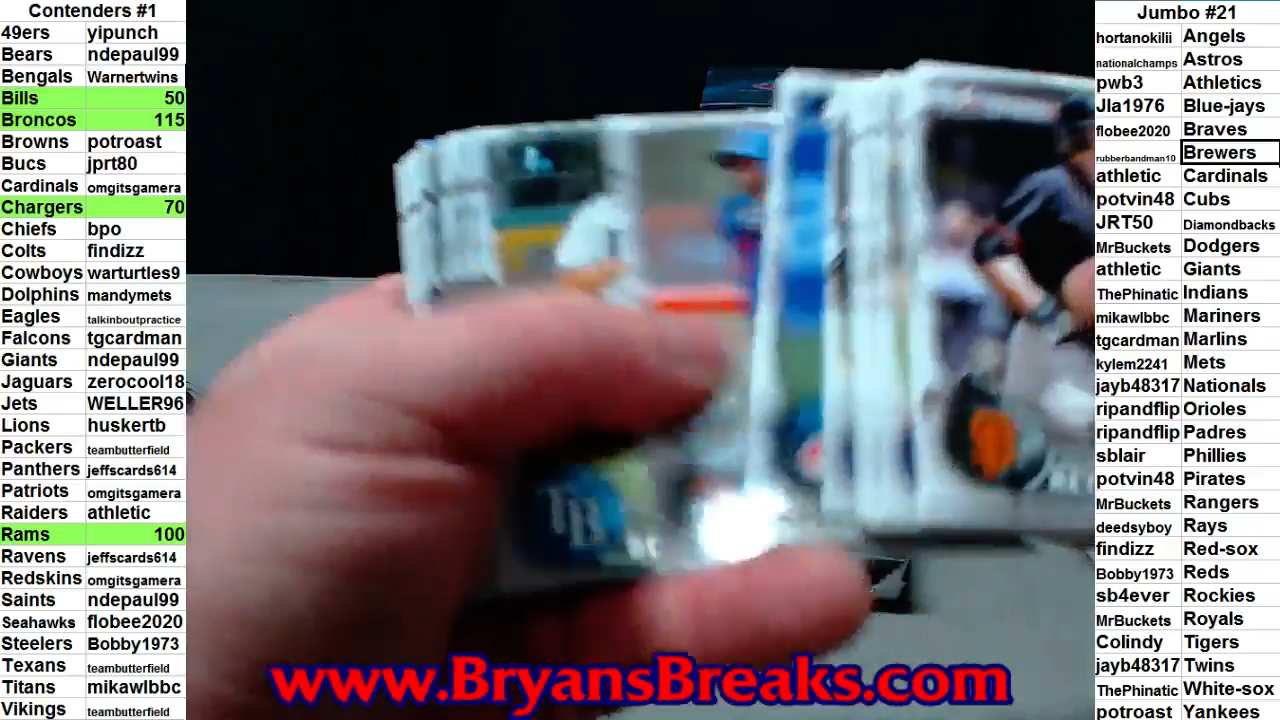 Contenders #1
49ers yipunch
Bears ndepaul99
Bengals Warnertwins
Bills 50
Broncos 115
Browns potroast
Bucs jprt80
Cardinals omgitsgamera
Chargers 70
Chiefs bpo
Colts findizz
Cowboys warturtles9
Dolphins mandymets
Eagles talkinboutpractice
Falcons tgcardman
Giants ndepaul99
Jaguars zerocool18
Jets WELLER96
Lions huskertb
Packers teambutterfield
Panthers jeffscards614
Patriots omgitsgamera
Raiders athletic
Rams 100
Ravens jeffscards614
Redskins omgitsgamera
Saints ndepaul99
Seahawks flobee2020
Steelers Bobby1973
Texans teambutterfield
Titans mikawlbbc
Vikings teambutterfield
TB
www.BryansBreaks.com
Jumbo #21
hortanokilii Angels
nationalchamps Astros
pwb3 Athletics
Jla1976 Blue-jays
flobee2020 Braves
rubberbandman10 Brewers
athletic Cardinals
potvin48 Cubs
JRT50 Diamondbacks
MrBuckets Dodgers
athletic Giants
ThePhinatic Indians
mikawlbbc Mariners
tgcardman Marlins
kylem2241 Mets
jayb48317 Nationals
ripandflip Orioles
ripandflip Padres
sblair Phillies
potvin48 Pirates
MrBuckets Rangers
deedsyboy Rays
findizz Red-sox
Bobby1973 Reds
sb4ever Rockies
MrBuckets Royals
Colindy Tigers
jayb48317 Twins
ThePhinatic White-sox
potroast Yankees